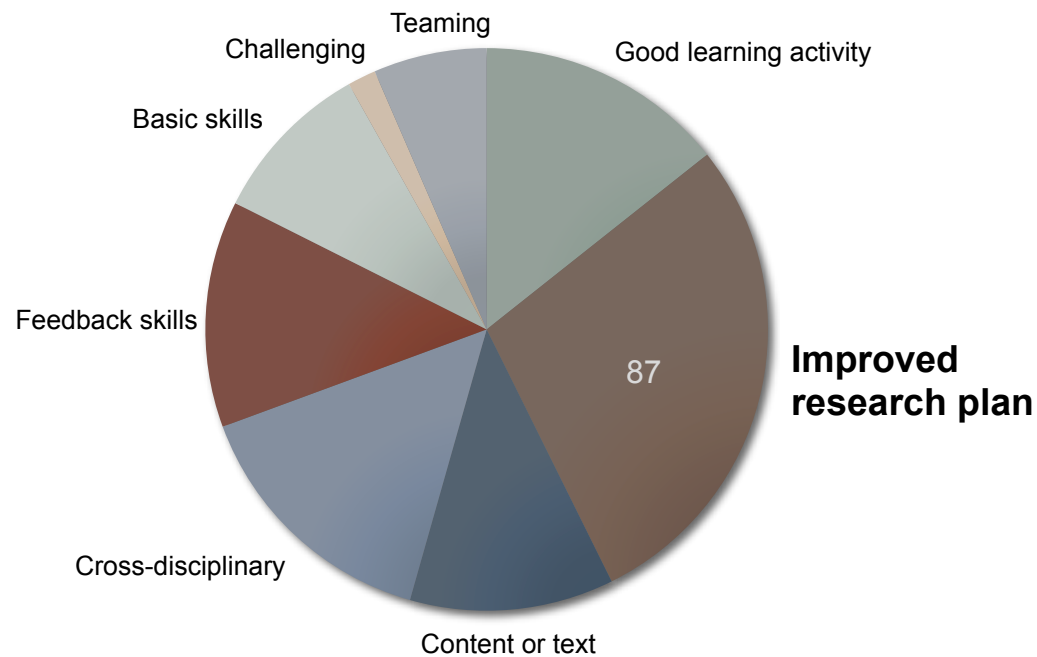 Teaming
Challenging
Good learning activity
Basic skills
Feedback skills
87
Improved
research plan
Cross-disciplinary
Content or text